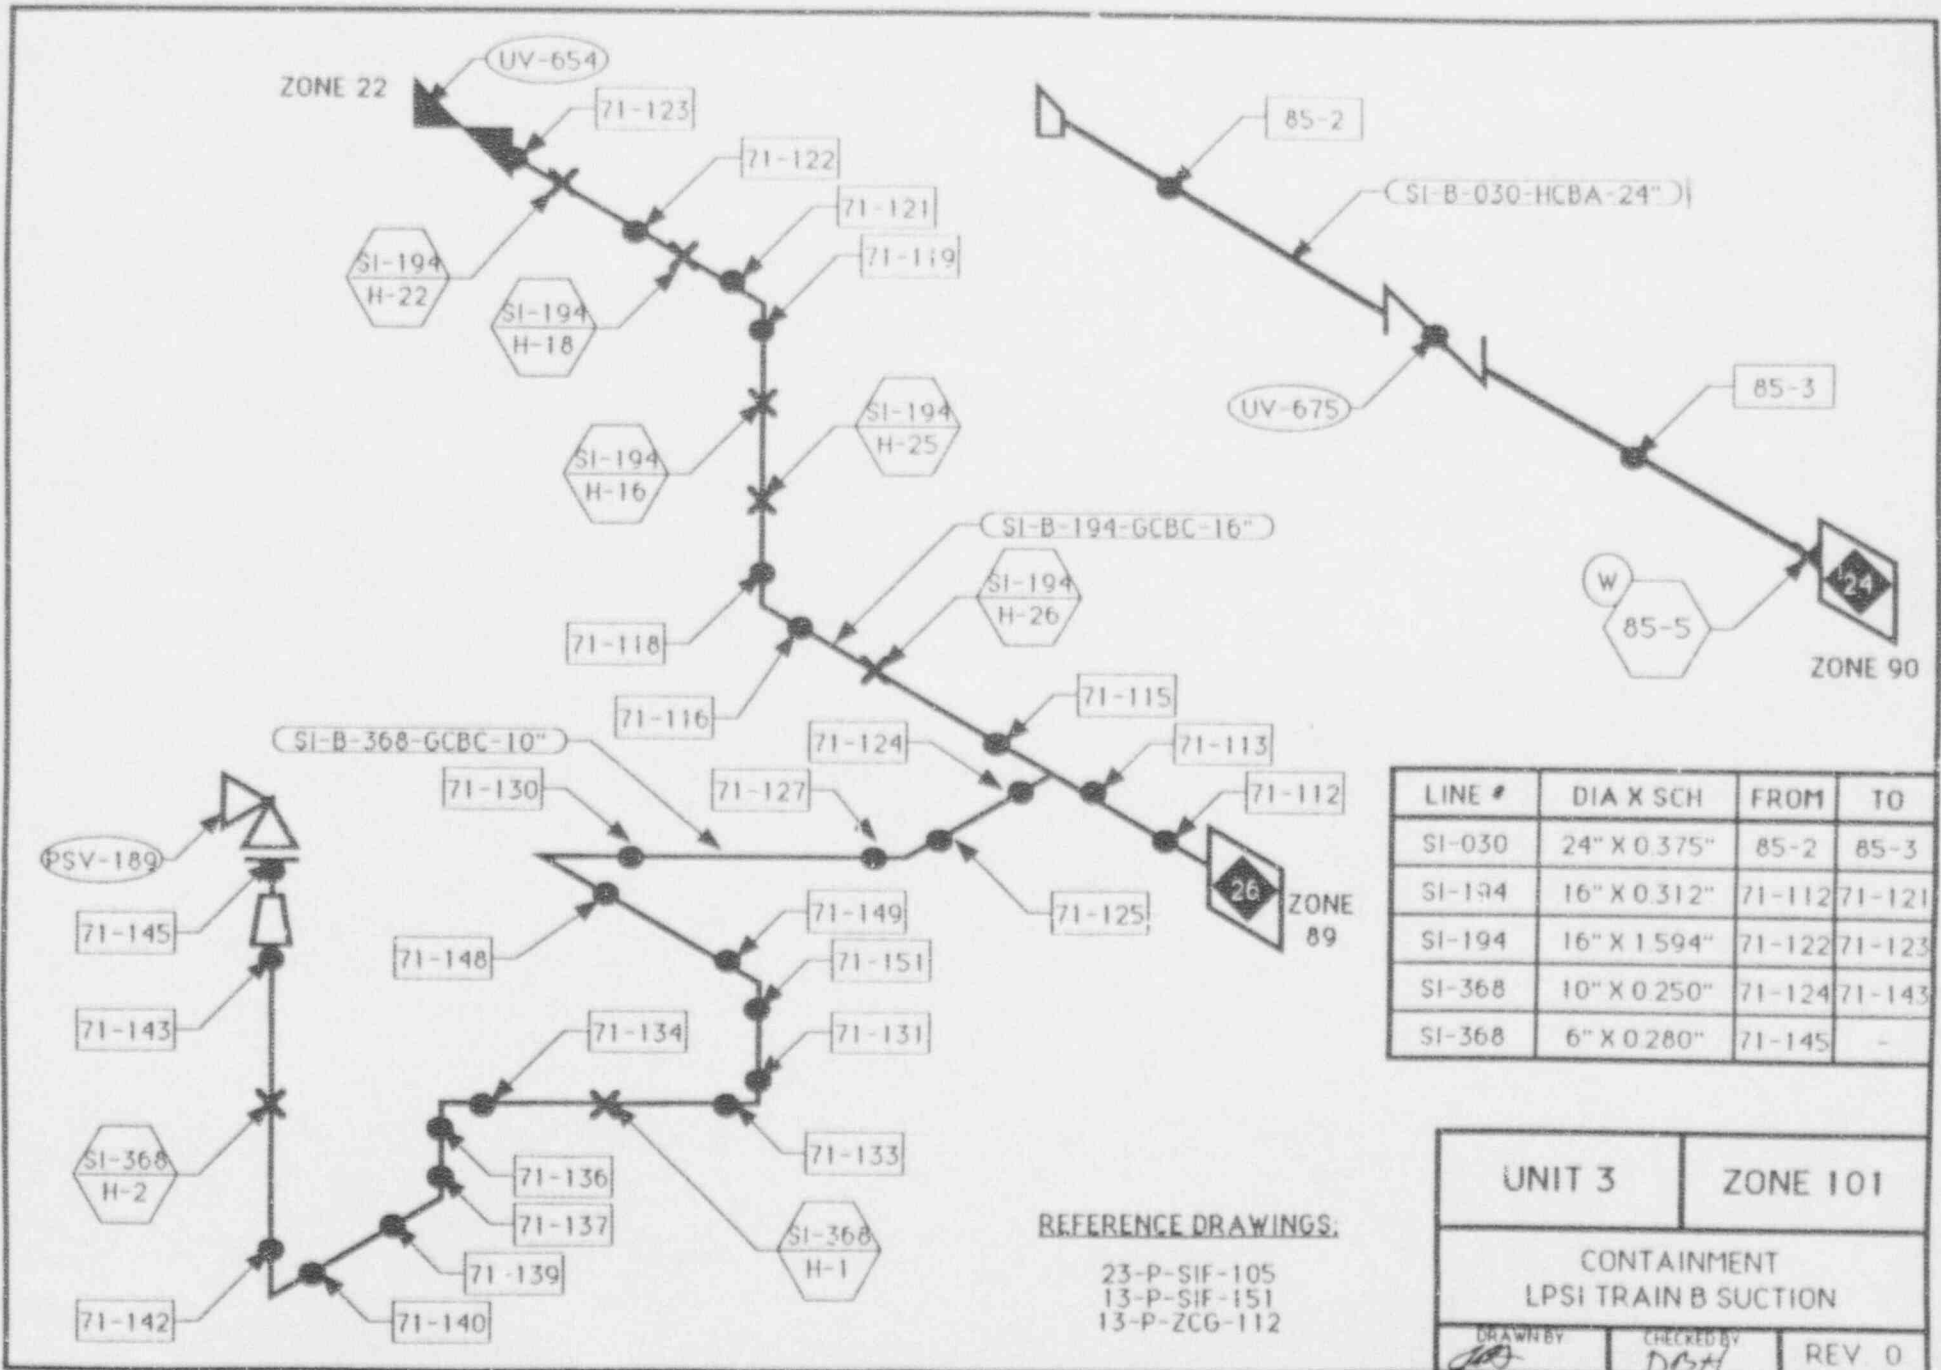 ZONE 22
UV-654
71-123
71-122
71-121
71-119
SI-194
H-22
SI-194
H-18
SI-194
H-16
SI-194
H-25
SI-B-194-GCBC-16"
SI-194
H-26
71-118
71-116
71-115
71-124
71-113
71-112
26
ZONE
89
85-2
SI-B-030-HCBA-24"
UV-675
85-3
W
85-5
24
ZONE 90
SI-B-368-GCBC-10"
71-130
71-127
71-125
PSV-189
71-145
71-143
71-148
71-149
71-151
71-134
71-131
71-133
71-136
71-137
71-139
71-140
71-142
SI-368
H-2
SI-368
H-1
LINE # DIA X SCH FROM TO
SI-030 24" X 0.375" 85-2 85-3
SI-194 16" X 0.312" 71-112 71-121
SI-194 16" X 1.594" 71-122 71-123
SI-368 10" X 0.250" 71-124 71-143
SI-368 6" X 0.280" 71-145 -
REFERENCE DRAWINGS:
23-P-SIF-105
13-P-SIF-151
13-P-ZCG-112
UNIT 3 ZONE 101
CONTAINMENT
LPSI TRAIN B SUCTION
DRAWN BY CHECKED BY REV 0